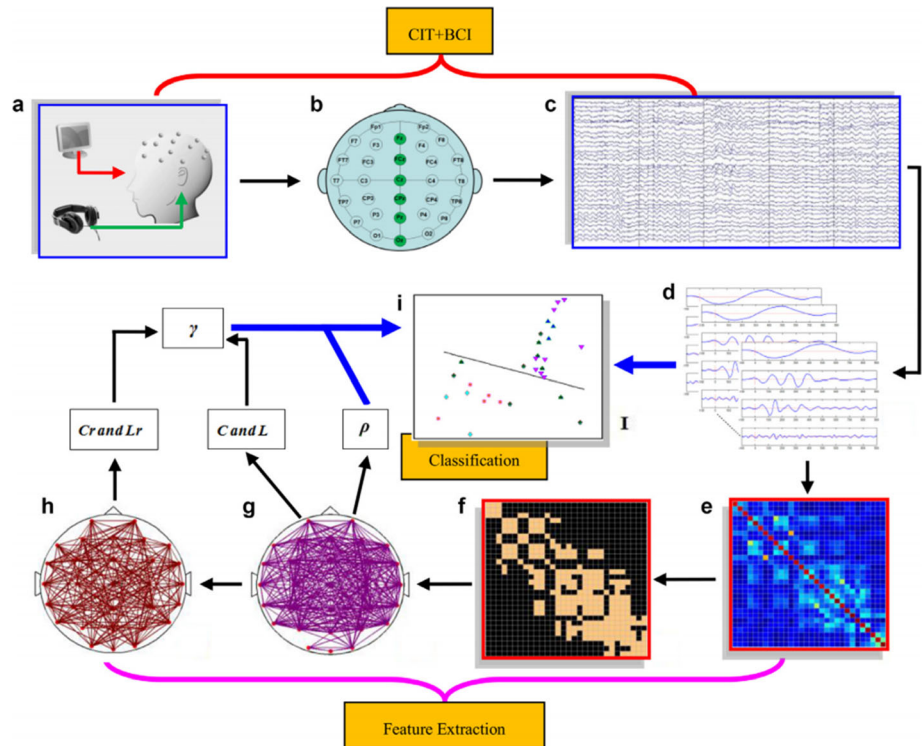 CIT+BCI
a
b
c
Fp1 Fp2
F7 F3 Fz F4 F8
FT7 FC3 FCz FC4 FT8
T7 C3 Cz C4 T8
TP7 CP3 CPz CP4 TP8
P7 P3 Pz P4 P8
O1 Oz O2
d
i
γ
I
Cr and Lr
C and L
ρ
Classification
h
g
f
e
Feature Extraction